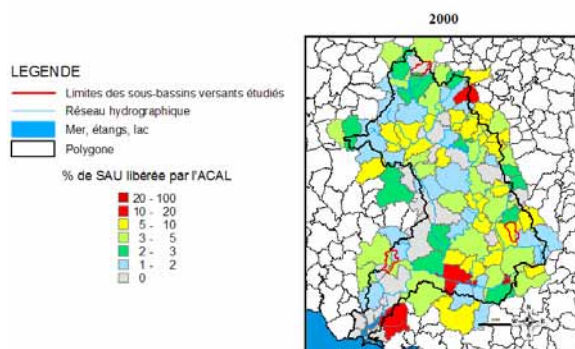 2000
LEGENDE
Limites des sous-bassins versants étudiés
Réseau hydrographique
Mer, étangs, lac
Polygone
% de SAU libérée par l'ACAL
20 - 100
10 - 20
5 - 10
3 - 5
2 - 3
1 - 2
0